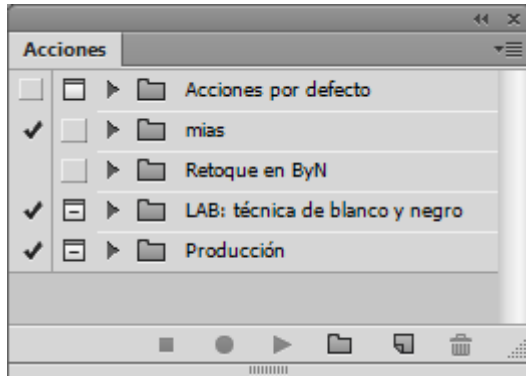 Acciones
Acciones por defecto
mias
Retoque en ByN
LAB: técnica de blanco y negro
Producción